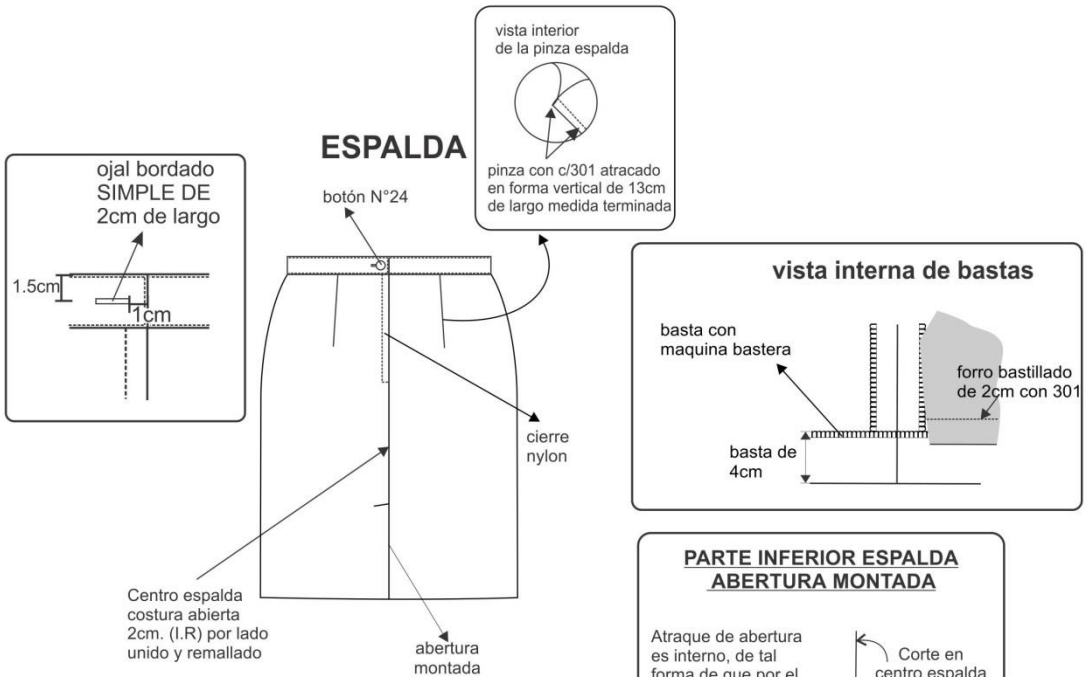 vista interior
de la pinza espalda
pinza con c/301 atracado
en forma vertical de 13cm
de largo medida terminada
ESPALDA
ojal bordado
SIMPLE DE
2cm de largo
1.5cm
1cm
botón N°24
cierre
nylon
Centro espalda
costura abierta
2cm. (I.R) por lado
unido y remallado
abertura
montada
vista interna de bastas
basta con
maquina bastera
forro bastillado
de 2cm con 301
basta de
4cm
PARTE INFERIOR ESPALDA
ABERTURA MONTADA
Atraque de abertura
es interno, de tal
forma de que por el
Corte en
centro espalda